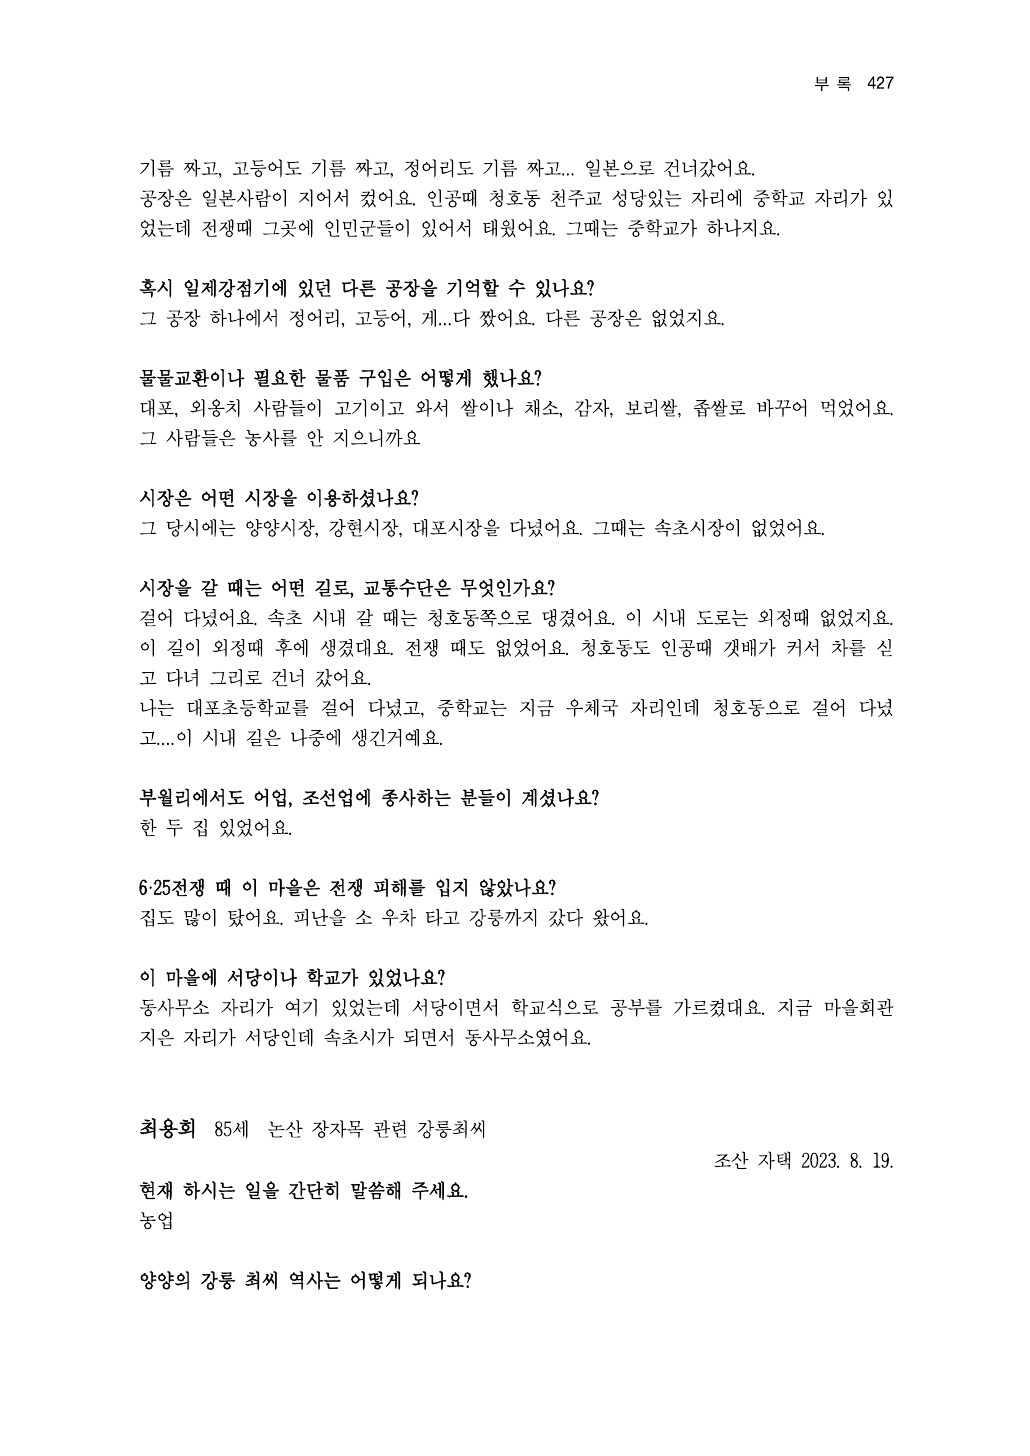 부 록 427
기름 짜고, 고등어도 기름 짜고, 정어리도 기름 짜고... 일본으로 건너갔어요.
공장은 일본사람이 지어서 컸어요. 인공때 청호동 천주교 성당있는 자리에 중학교 자리가 있
었는데 전쟁때 그곳에 인민군들이 있어서 태웠어요. 그때는 중학교가 하나지요.
혹시 일제강점기에 있던 다른 공장을 기억할 수 있나요?
그 공장 하나에서 정어리, 고등어, 게...다 짰어요. 다른 공장은 없었지요.
물물교환이나 필요한 물품 구입은 어떻게 했나요?
대포, 외옹치 사람들이 고기이고 와서 쌀이나 채소, 감자, 보리쌀, 좁쌀로 바꾸어 먹었어요.
그 사람들은 농사를 안 지으니까요
시장은 어떤 시장을 이용하셨나요?
그 당시에는 양양시장, 강현시장, 대포시장을 다녔어요. 그때는 속초시장이 없었어요.
시장을 갈 때는 어떤 길로, 교통수단은 무엇인가요?
걸어 다녔어요. 속초 시내 갈 때는 청호동쪽으로 댕겼어요. 이 시내 도로는 외정때 없었지요.
이 길이 외정때 후에 생겼대요. 전쟁 때도 없었어요. 청호동도 인공때 갯배가 커서 차를 싣
고 다녀 그리로 건너 갔어요.
나는 대포초등학교를 걸어 다녔고, 중학교는 지금 우체국 자리인데 청호동으로 걸어 다녔
고....이 시내 길은 나중에 생긴거예요.
부월리에서도 어업, 조선업에 종사하는 분들이 계셨나요?
한 두 집 있었어요.
6·25전쟁 때 이 마을은 전쟁 피해를 입지 않았나요?
집도 많이 탔어요. 피난을 소 우차 타고 강릉까지 갔다 왔어요.
이 마을에 서당이나 학교가 있었나요?
동사무소 자리가 여기 있었는데 서당이면서 학교식으로 공부를 가르켰대요. 지금 마을회관
지은 자리가 서당인데 속초시가 되면서 동사무소였어요.
최용회 85세 논산 장자목 관련 강릉최씨
조산 자택 2023. 8. 19.
현재 하시는 일을 간단히 말씀해 주세요.
농업
양양의 강릉 최씨 역사는 어떻게 되나요?